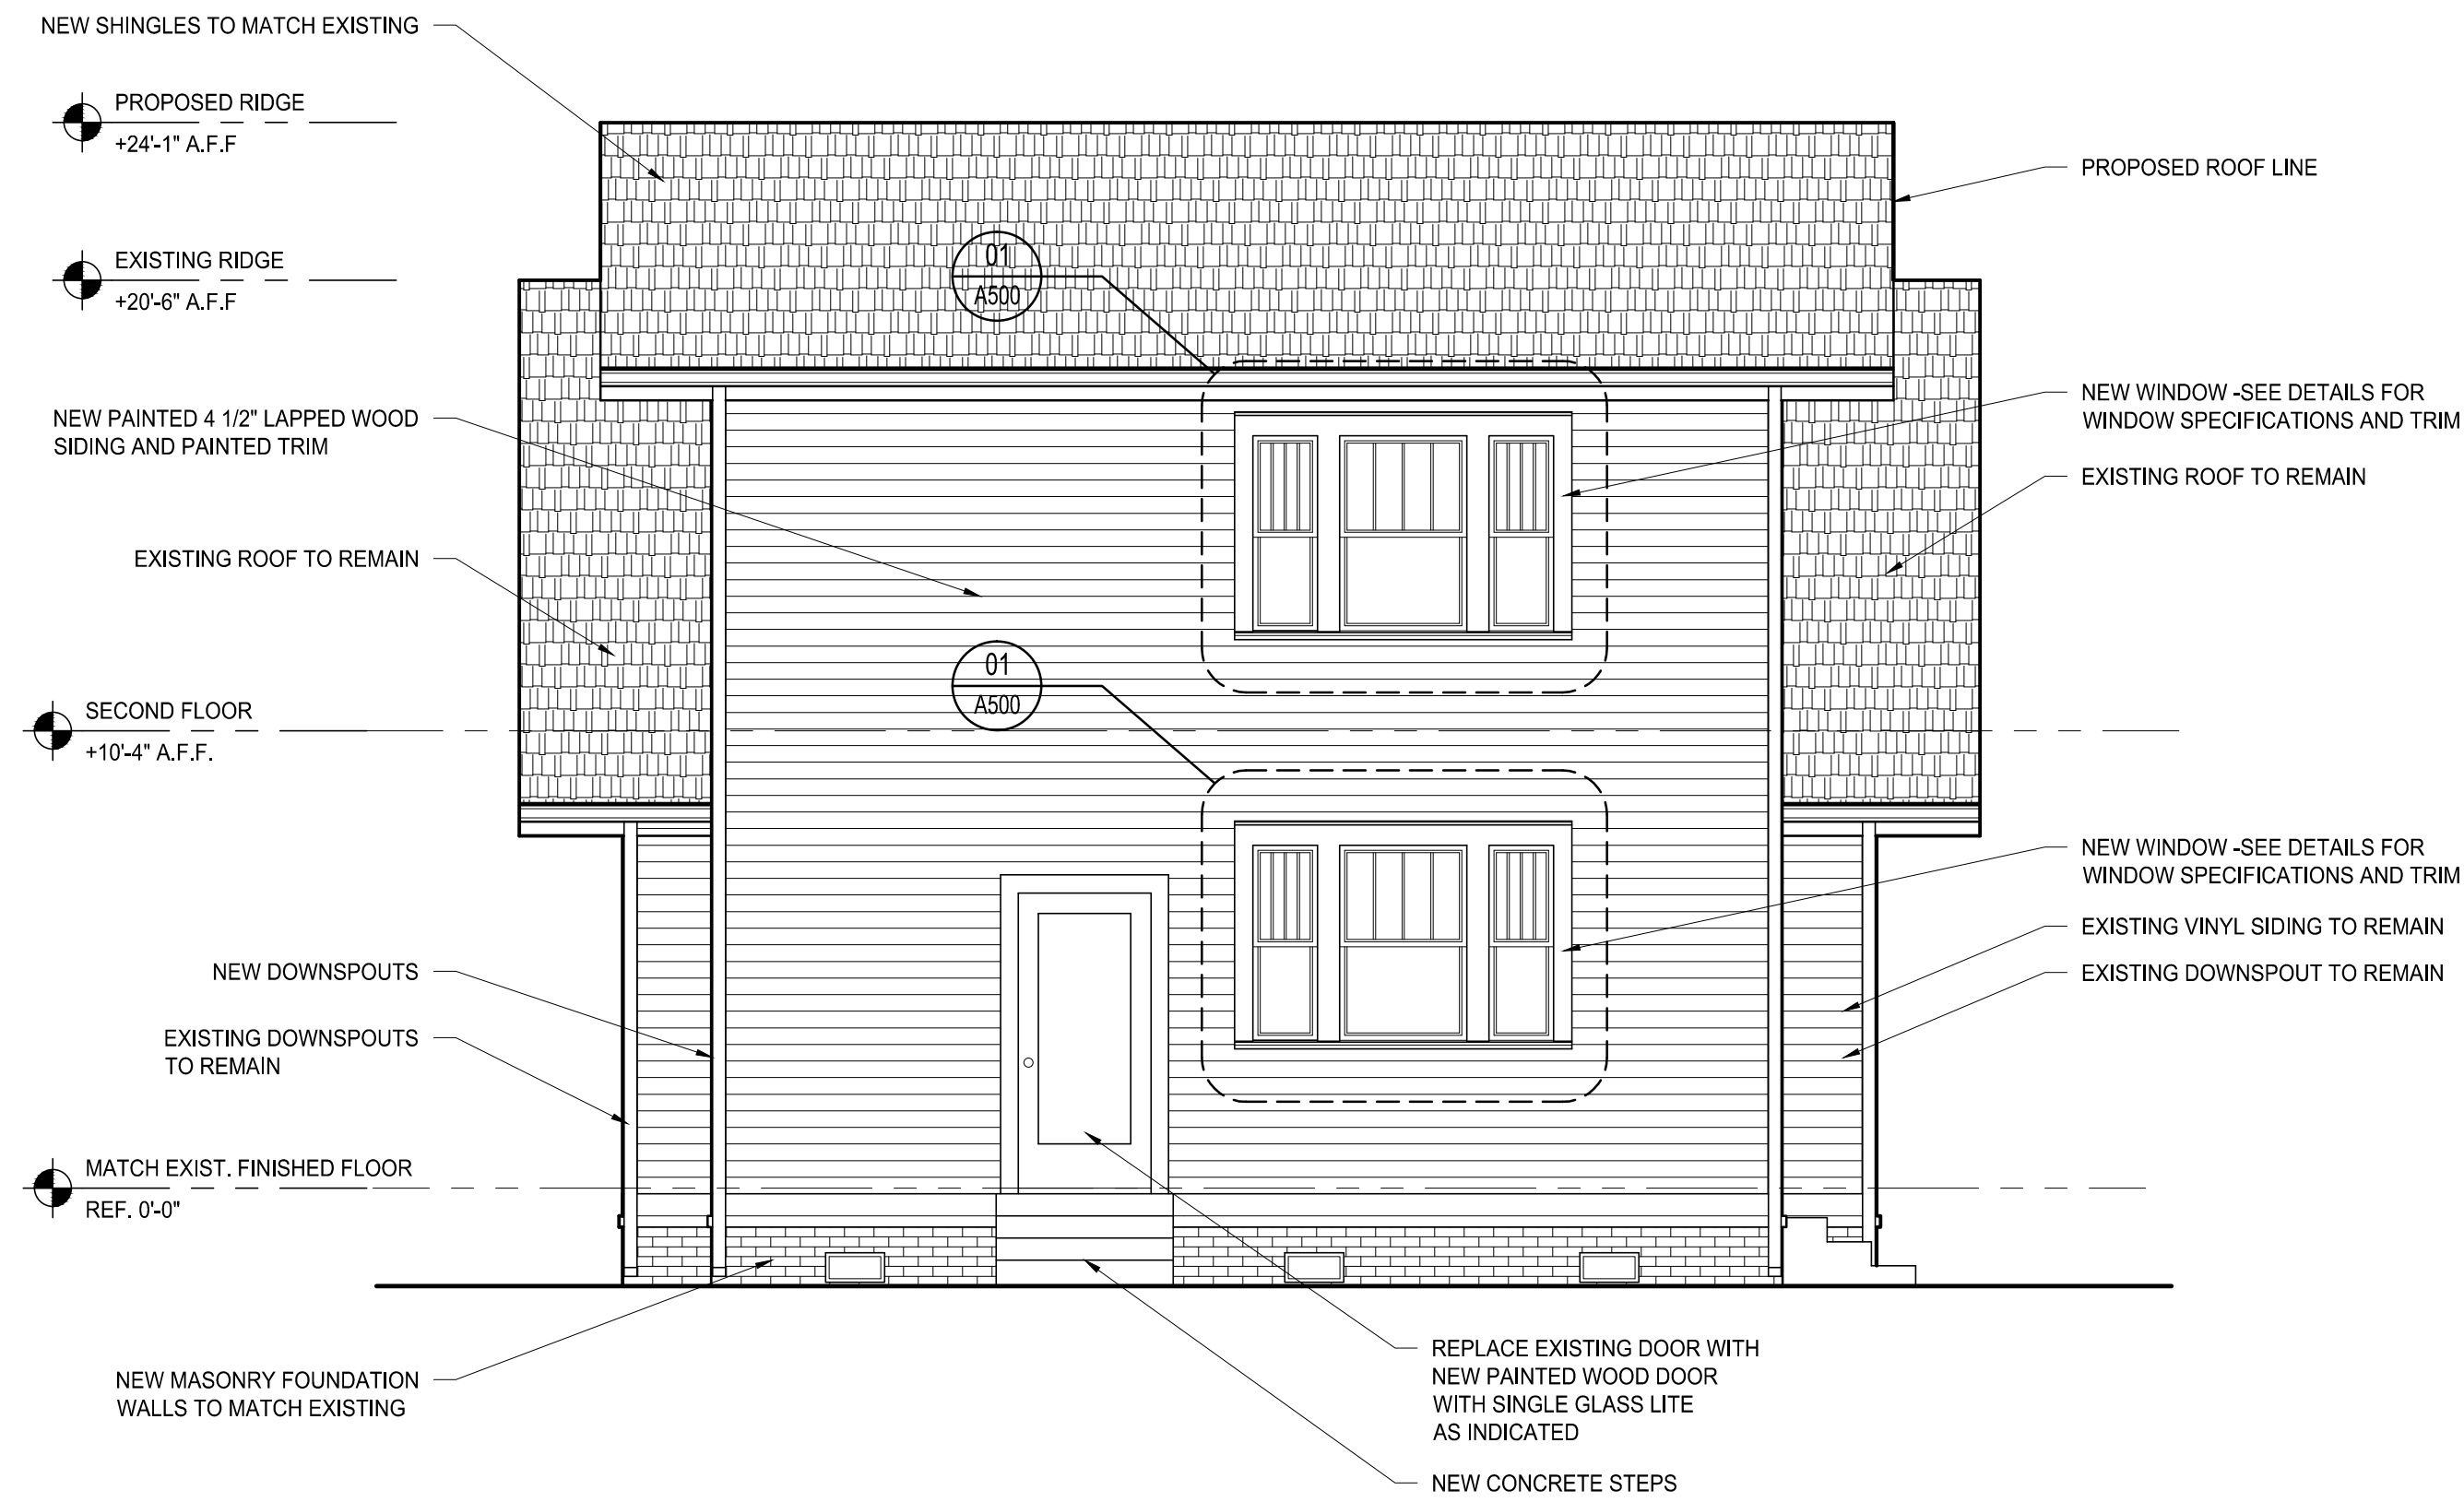 NEW SHINGLES TO MATCH EXISTING
PROPOSED RIDGE
+24'-1" A.F.F
EXISTING RIDGE
+20'-6" A.F.F
NEW PAINTED 4 1/2" LAPPED WOOD
SIDING AND PAINTED TRIM
EXISTING ROOF TO REMAIN
SECOND FLOOR
+10'-4" A.F.F.
NEW DOWNSPOUTS
EXISTING DOWNSPOUTS
TO REMAIN
MATCH EXIST. FINISHED FLOOR
REF. 0'-0"
NEW MASONRY FOUNDATION
WALLS TO MATCH EXISTING
01
A500
01
A500
PROPOSED ROOF LINE
NEW WINDOW -SEE DETAILS FOR
WINDOW SPECIFICATIONS AND TRIM
EXISTING ROOF TO REMAIN
NEW WINDOW -SEE DETAILS FOR
WINDOW SPECIFICATIONS AND TRIM
EXISTING VINYL SIDING TO REMAIN
EXISTING DOWNSPOUT TO REMAIN
REPLACE EXISTING DOOR WITH
NEW PAINTED WOOD DOOR
WITH SINGLE GLASS LITE
AS INDICATED
NEW CONCRETE STEPS